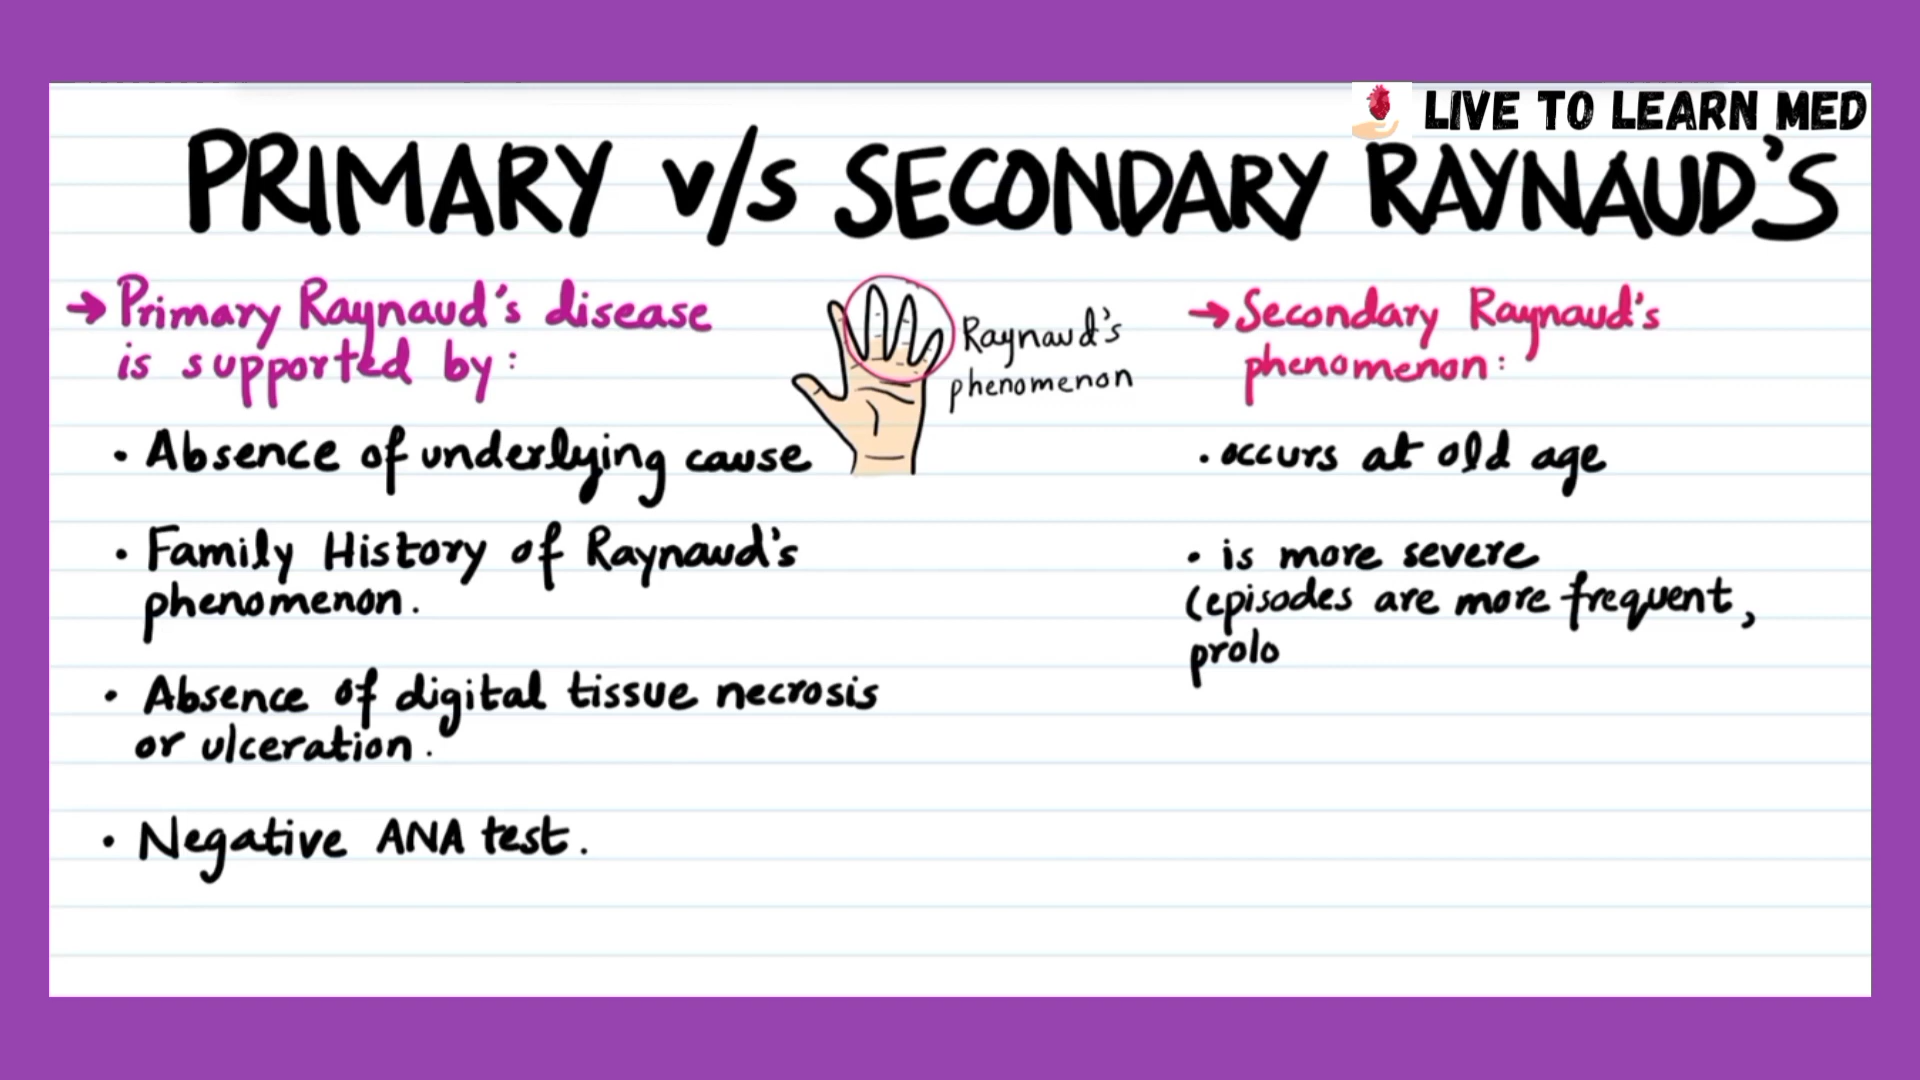 LIVE TO LEARN MED
PRIMARY v/s SECONDARY RAYNAUD'S
→ Primary Raynaud's disease
is supported by:
• Absence of underlying cause
• Family History of Raynaud's
phenomenon.
• Absence of digital tissue necrosis
or ulceration.
• Negative ANA test.
Raynaud's
phenomenon
→ Secondary Raynaud's
phenomenon:
• occurs at old age
• is more severe
(episodes are more frequent,
prolo